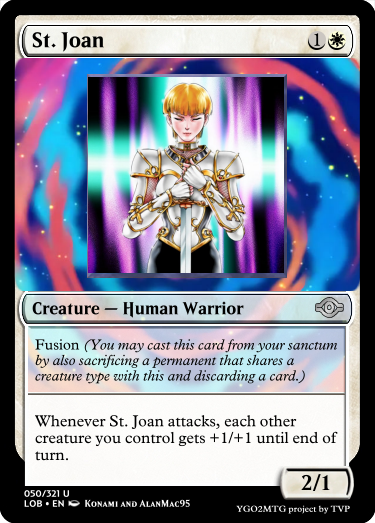 St. Joan 1
Creature — Human Warrior
Fusion (You may cast this card from your sanctum
by also sacrificing a permanent that shares a
creature type with this and discarding a card.)
Whenever St. Joan attacks, each other
creature you control gets +1/+1 until end of
turn.
2/1
050/321 U
LOB • EN Konami and AlanMac95
YGO2MTG project by TVP